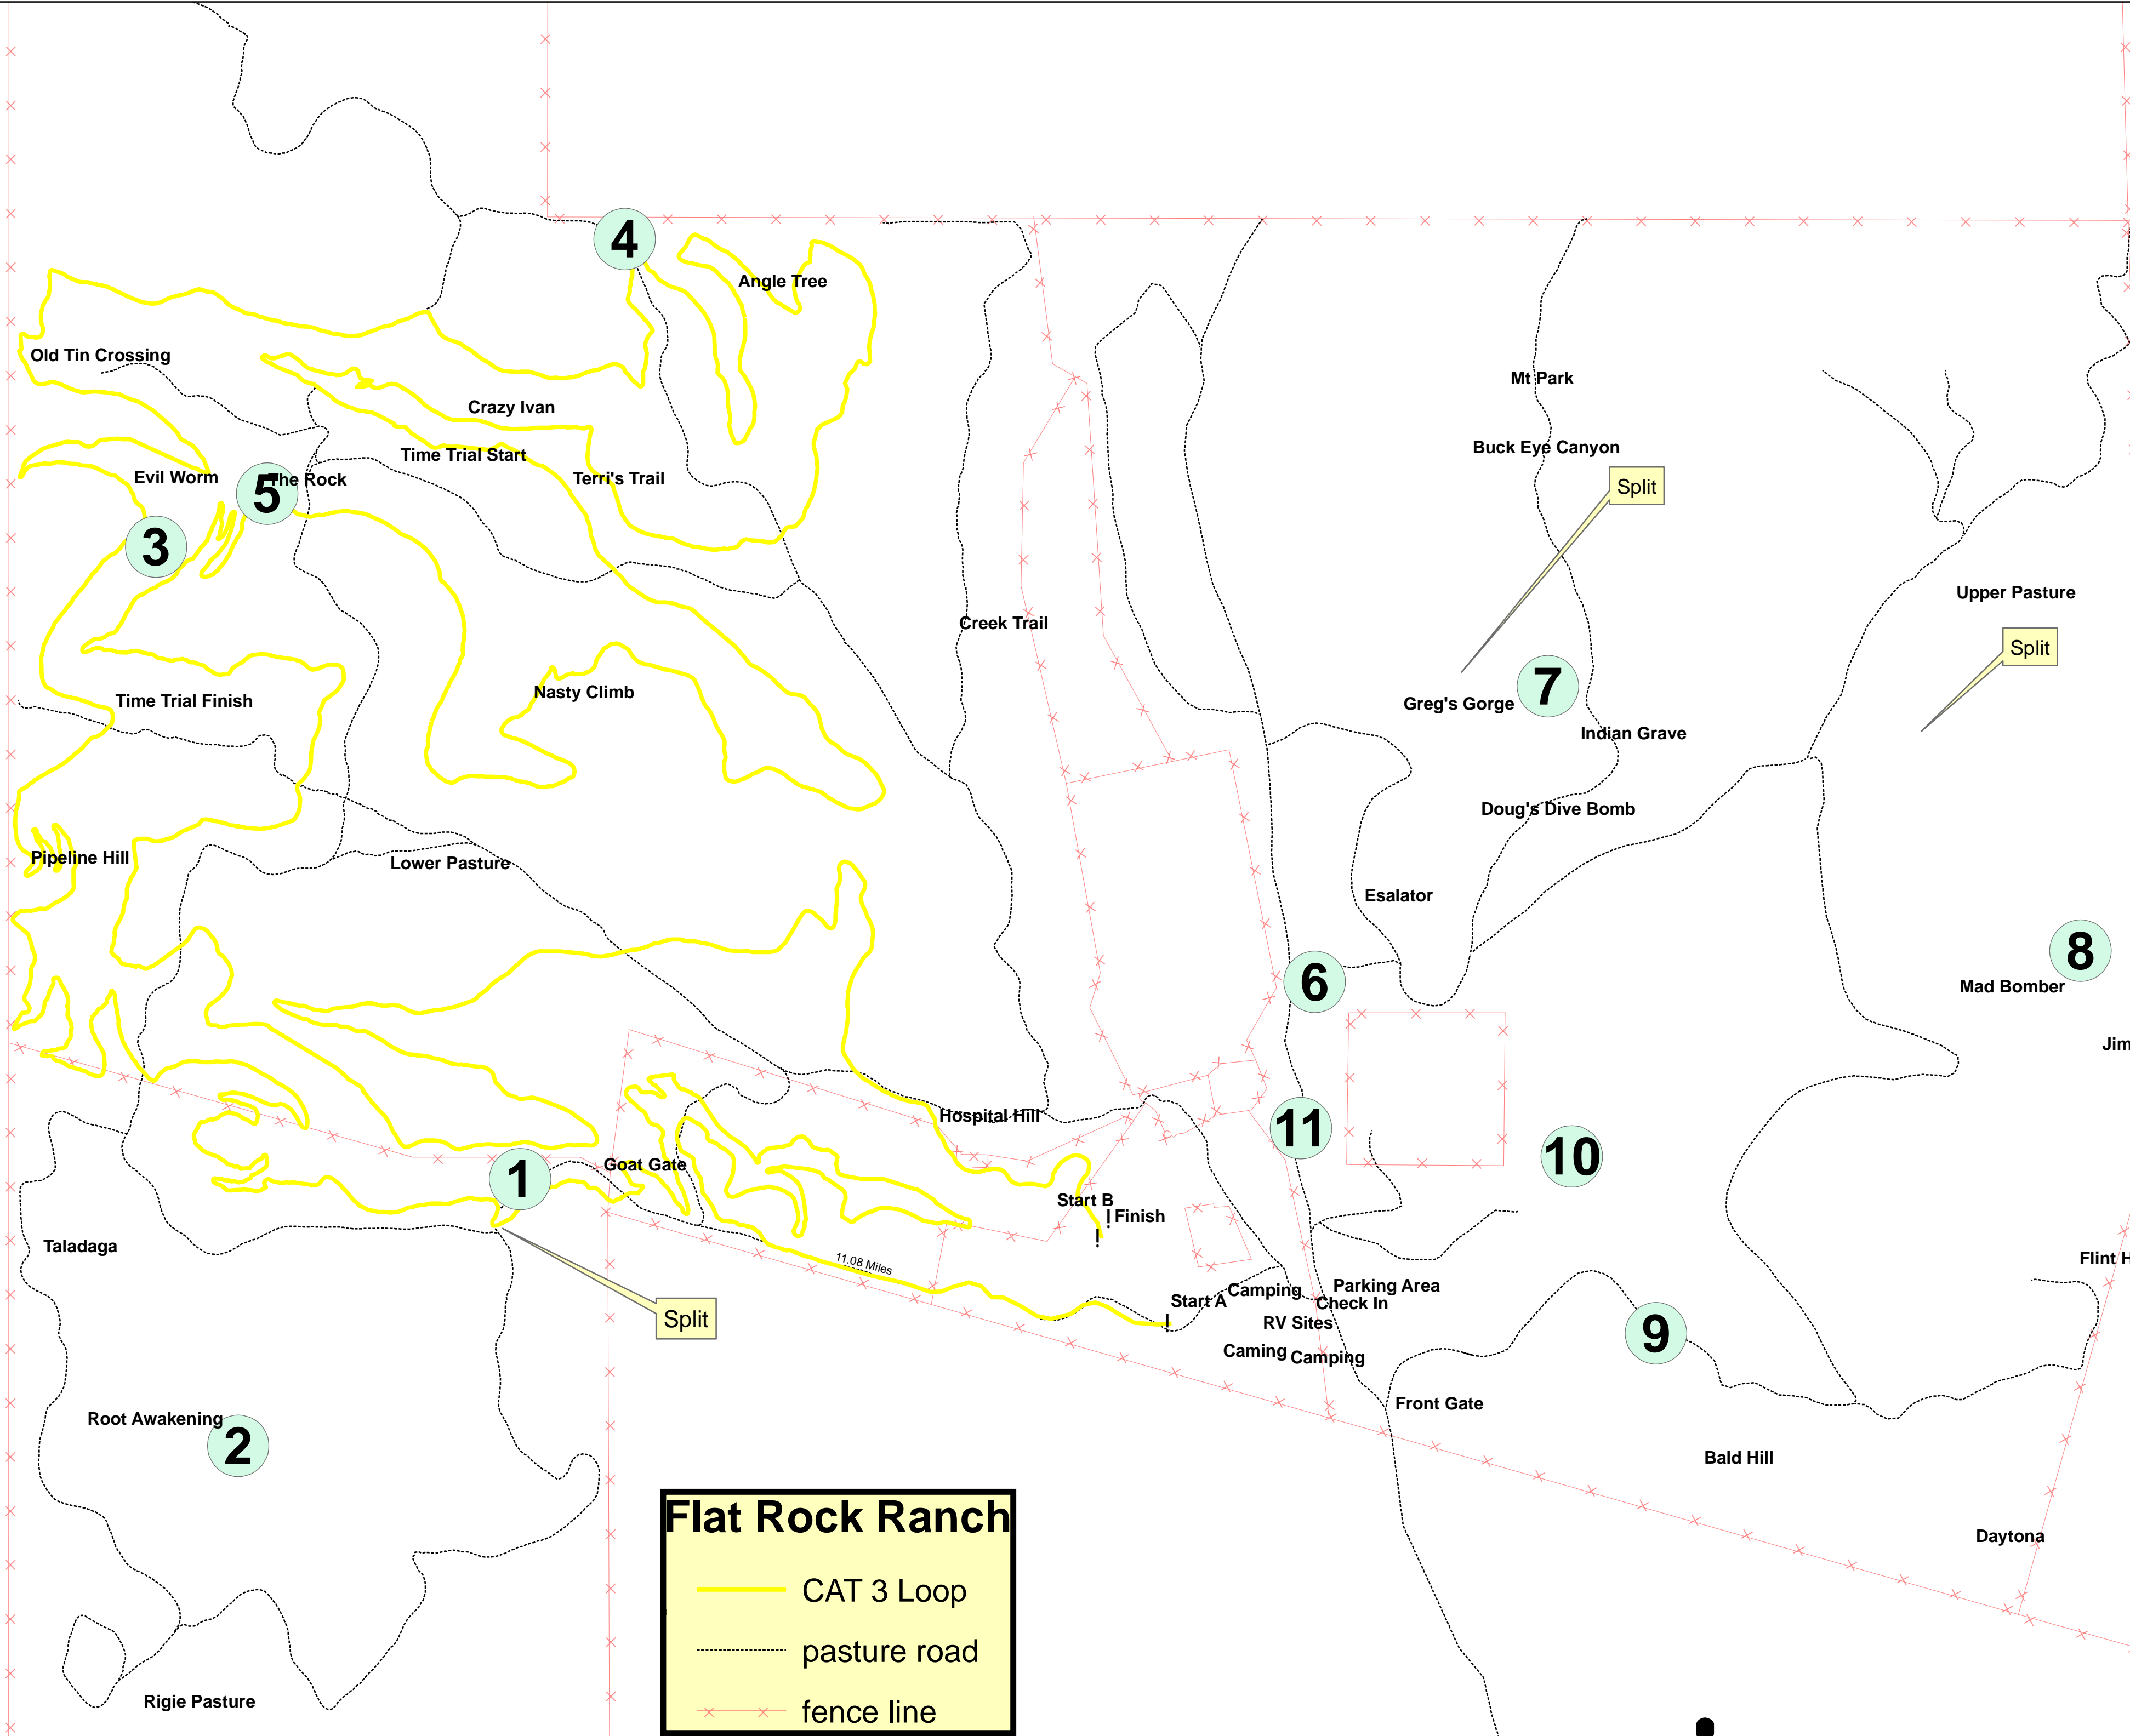 4
Angle Tree
Old Tin Crossing
Mt Park
Crazy Ivan
Buck Eye Canyon
Time Trial Start
Evil Worm
5
The Rock
Terri's Trail
Split
3
Upper Pasture
Creek Trail
Split
Nasty Climb
7
Greg's Gorge
Time Trial Finish
Indian Grave
Doug's Dive Bomb
Pipeline Hill
Lower Pasture
Esalator
8
6
Mad Bomber
Jim
Hospital Hill
11
10
Goat Gate
1
Start B
Finish
Taladaga
11.08 Miles
Flint H
Parking Area
Camping
Start A
Check In
Split
RV Sites
9
Caming
Camping
Front Gate
Root Awakening
2
Bald Hill
Flat Rock Ranch
Daytona
CAT 3 Loop
pasture road
Rigie Pasture
fence line